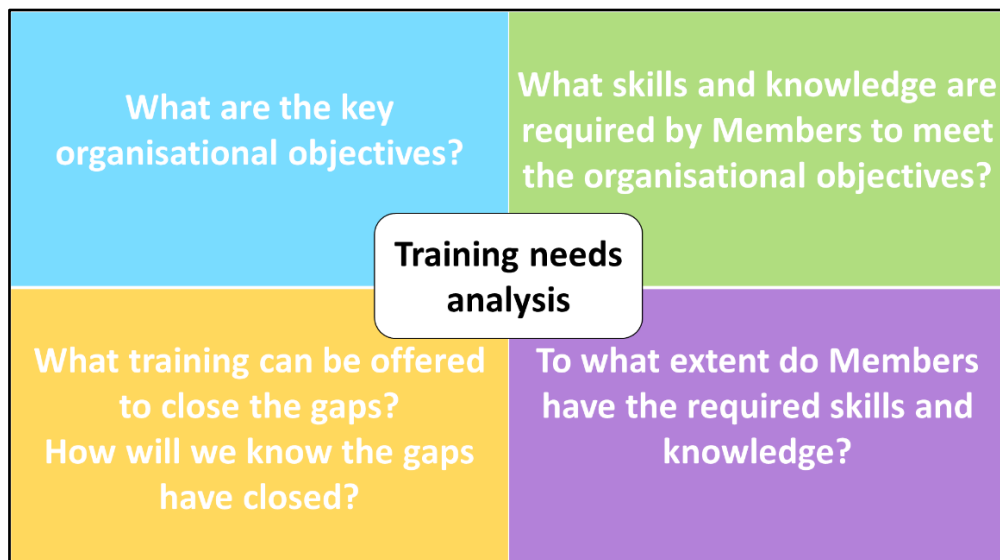 What are the key
organisational objectives?
What skills and knowledge are
required by Members to meet
the organisational objectives?
Training needs
analysis
What training can be offered
to close the gaps?
How will we know the gaps
have closed?
To what extent do Members
have the required skills and
knowledge?